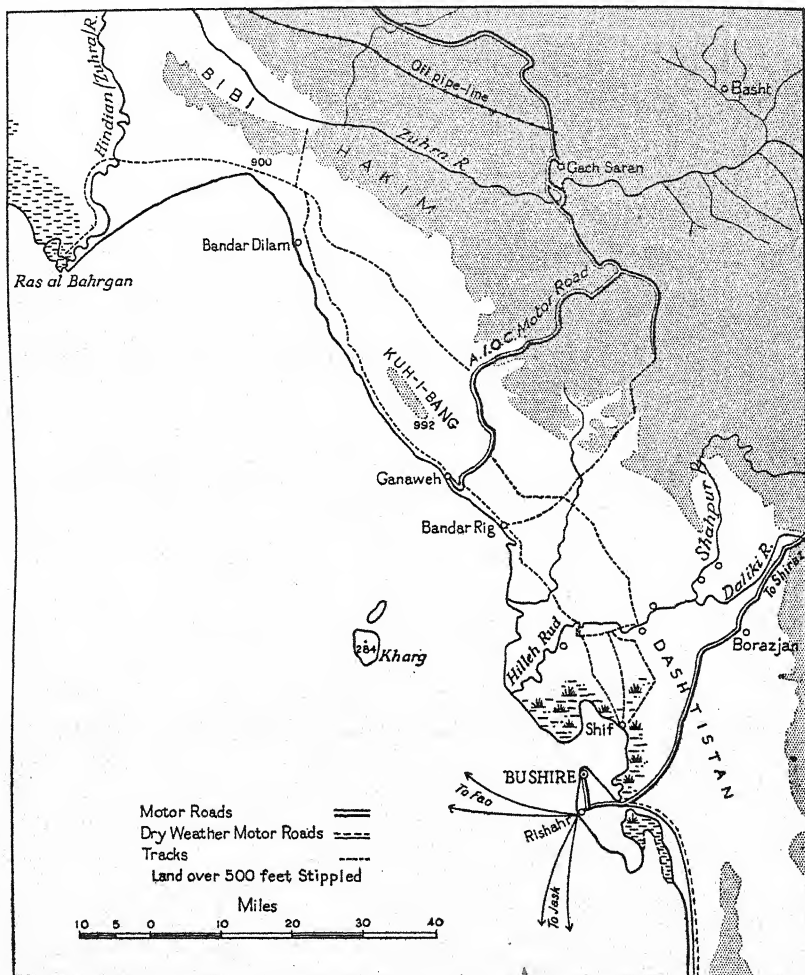 Hindian / Zuhra R.
BIBI
HAKIM
Oil pipe-line
Basht
Zuhra R.
Gach Saran
900
Bandar Dilam
Ras al Bahrgan
A.I.O.C. Motor Road
KUH-I-BANG
992
Ganaweh
Bandar Rig
Shahpur
Daliki R.
To Shiraz
284
Kharg
Hilleh Rud
Borazjan
DASHTISTAN
Shif
BUSHIRE
To Fao
Rishahr
To Jask
Motor Roads
Dry Weather Motor Roads
Tracks
Land over 500 feet Stippled
Miles
10 5 0 10 20 30 40